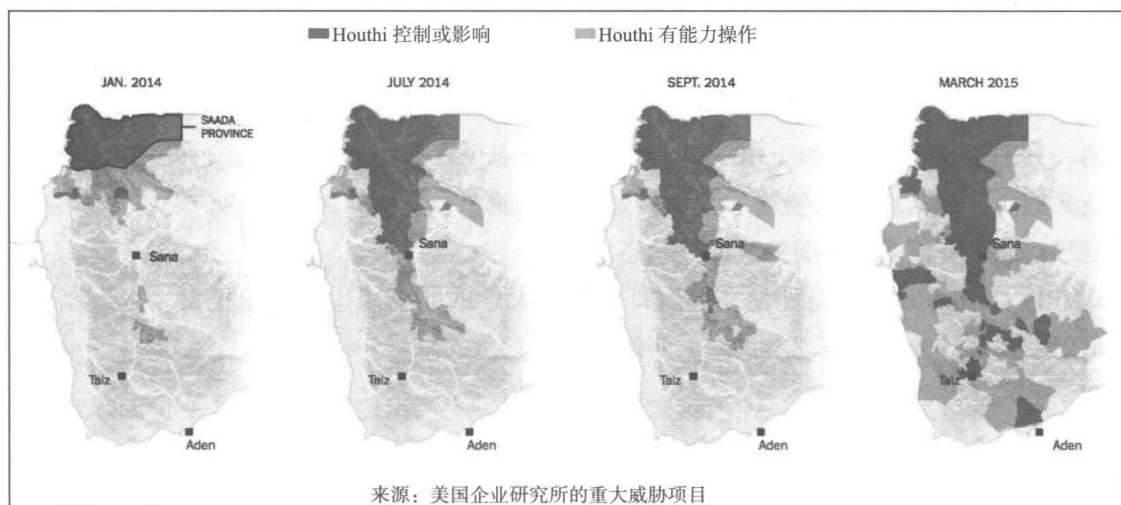 Houthi 控制或影响 Houthi 有能力操作
JAN. 2014 JULY 2014 SEPT. 2014 MARCH 2015
SAADA
PROVINCE
Sana Sana Sana Sana
Taiz Taiz Taiz Taiz
Aden Aden Aden Aden
来源：美国企业研究所的重大威胁项目